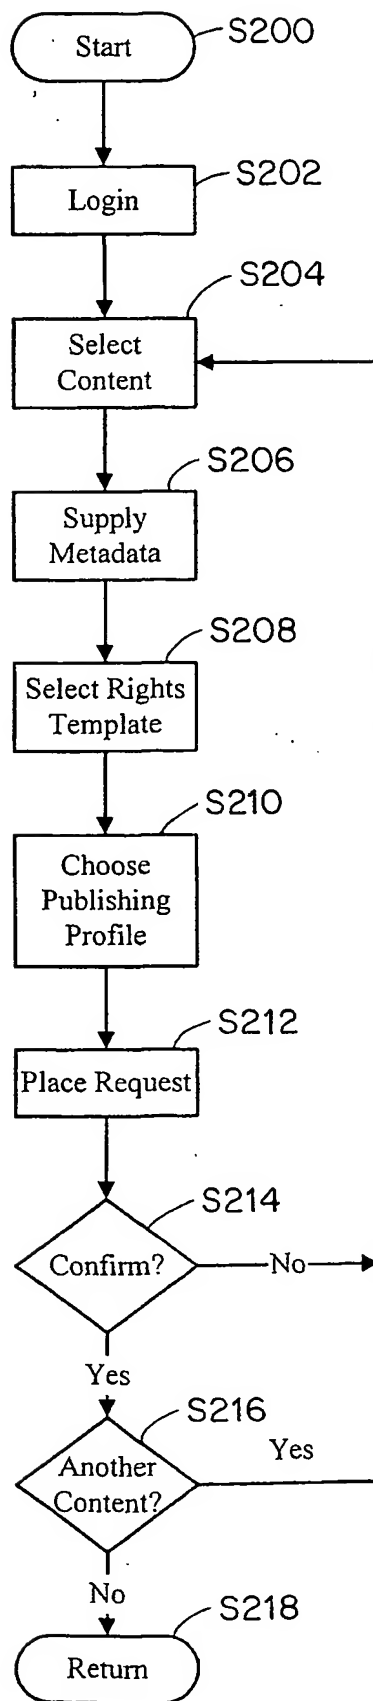 Start
S200
Login
S202
S204
Select
Content
S206
Supply
Metadata
S208
Select Rights
Template
S210
Choose
Publishing
Profile
S212
Place Request
S214
Confirm?
No
Yes
S216
Another
Content?
Yes
No
S218
Return